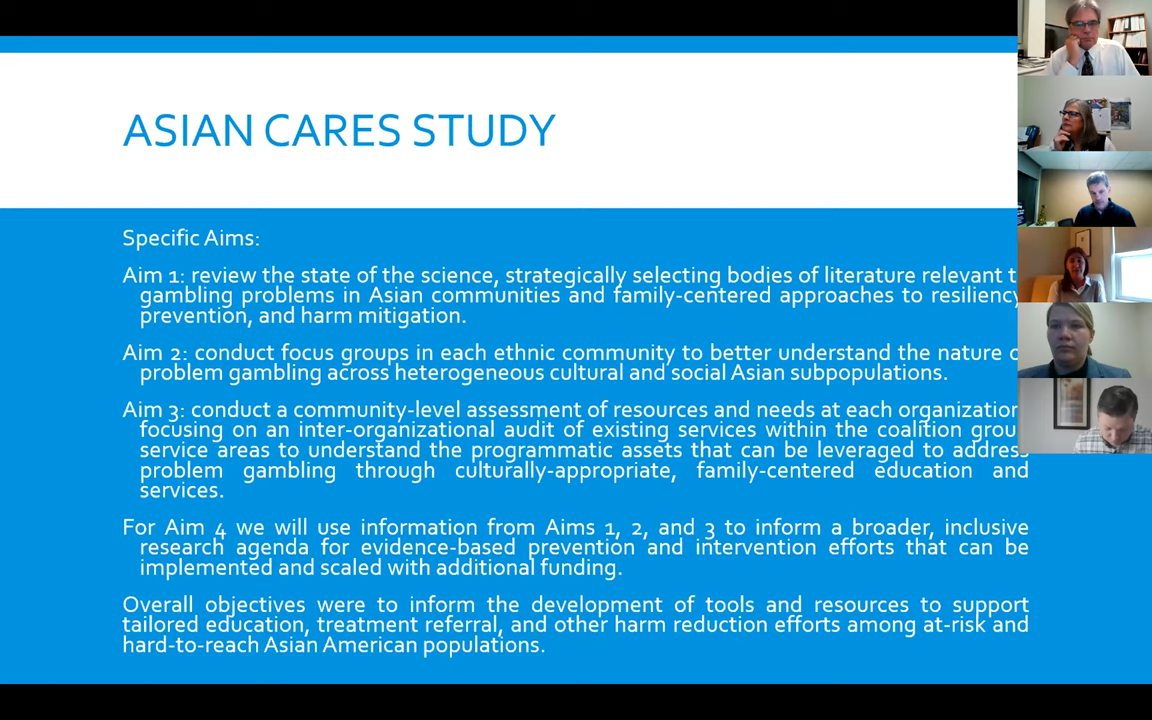 ASIAN CARES STUDY
Specific Aims:
Aim 1: review the state of the science, strategically selecting bodies of literature relevant
gambling problems in Asian communities and family-centered approaches to resiliency,
prevention, and harm mitigation.
Aim 2: conduct focus groups in each ethnic community to better understand the nature
problem gambling across heterogeneous cultural and social Asian subpopulations.
Aim 3: conduct a community-level assessment of resources and needs at each organization
focusing on an inter-organizational audit of existing services within the coalition
service areas to understand the programmatic assets that can be leveraged to address
problem gambling through culturally-appropriate, family-centered education and
services.
For Aim 4 we will use information from Aims 1, 2, and 3 to inform a broader, inclusive
research agenda for evidence-based prevention and intervention efforts that can be
implemented and scaled with additional funding.
Overall objectives were to inform the development of tools and resources to support
tailored education, treatment referral, and other harm reduction efforts among at-risk and
hard-to-reach Asian American populations.